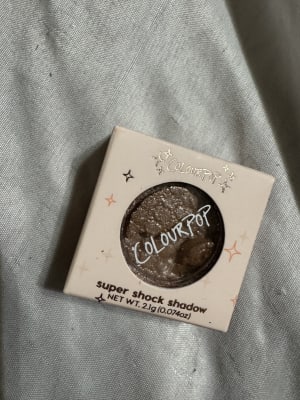 COLOURPOP
COLOURPOP
super shock shadow
NET WT. 2.1g (0.074oz)